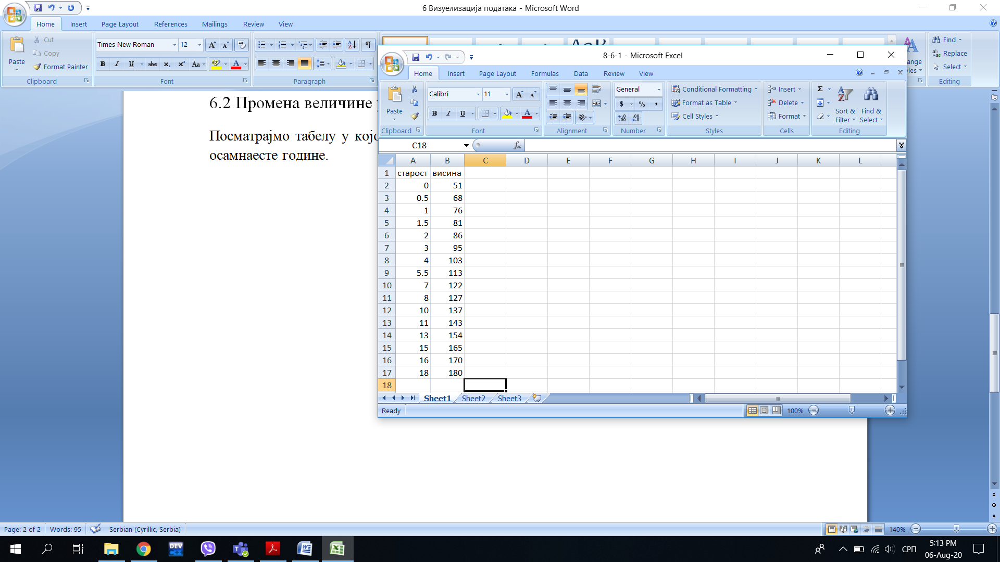 6 Визуелизација података - Microsoft Word
Home Insert Page Layout References Mailings Review View
Paste
Cut
Copy
Format Painter
Clipboard
Times New Roman 12
B I U abc x₂ x² Aa ab A
Font
Paragraph
Find
Replace
Select
Editing
6.2 Промена величине
Посматрајмо табелу у којо
осамнаесте године.
8-6-1 - Microsoft Excel
Home Insert Page Layout Formulas Data Review View
Paste
Clipboard
Calibri 11
B I U A
Font
Alignment
General
$ % ,
Number
Conditional Formatting
Format as Table
Cell Styles
Styles
Insert
Delete
Format
Cells
Σ
Sort & Filter
Find & Select
Editing
C18 fx
A B C D E F G H I J K L
1 старост висина
2 0 51
3 0.5 68
4 1 76
5 1.5 81
6 2 86
7 3 95
8 4 103
9 5.5 113
10 7 122
11 8 127
12 10 137
13 11 143
14 13 154
15 15 165
16 16 170
17 18 180
18
Sheet1 Sheet2 Sheet3
Ready 100%
Page: 2 of 2 Words: 95 Serbian (Cyrillic, Serbia) 140%
DEV
СРП
5:13 PM
06-Aug-20